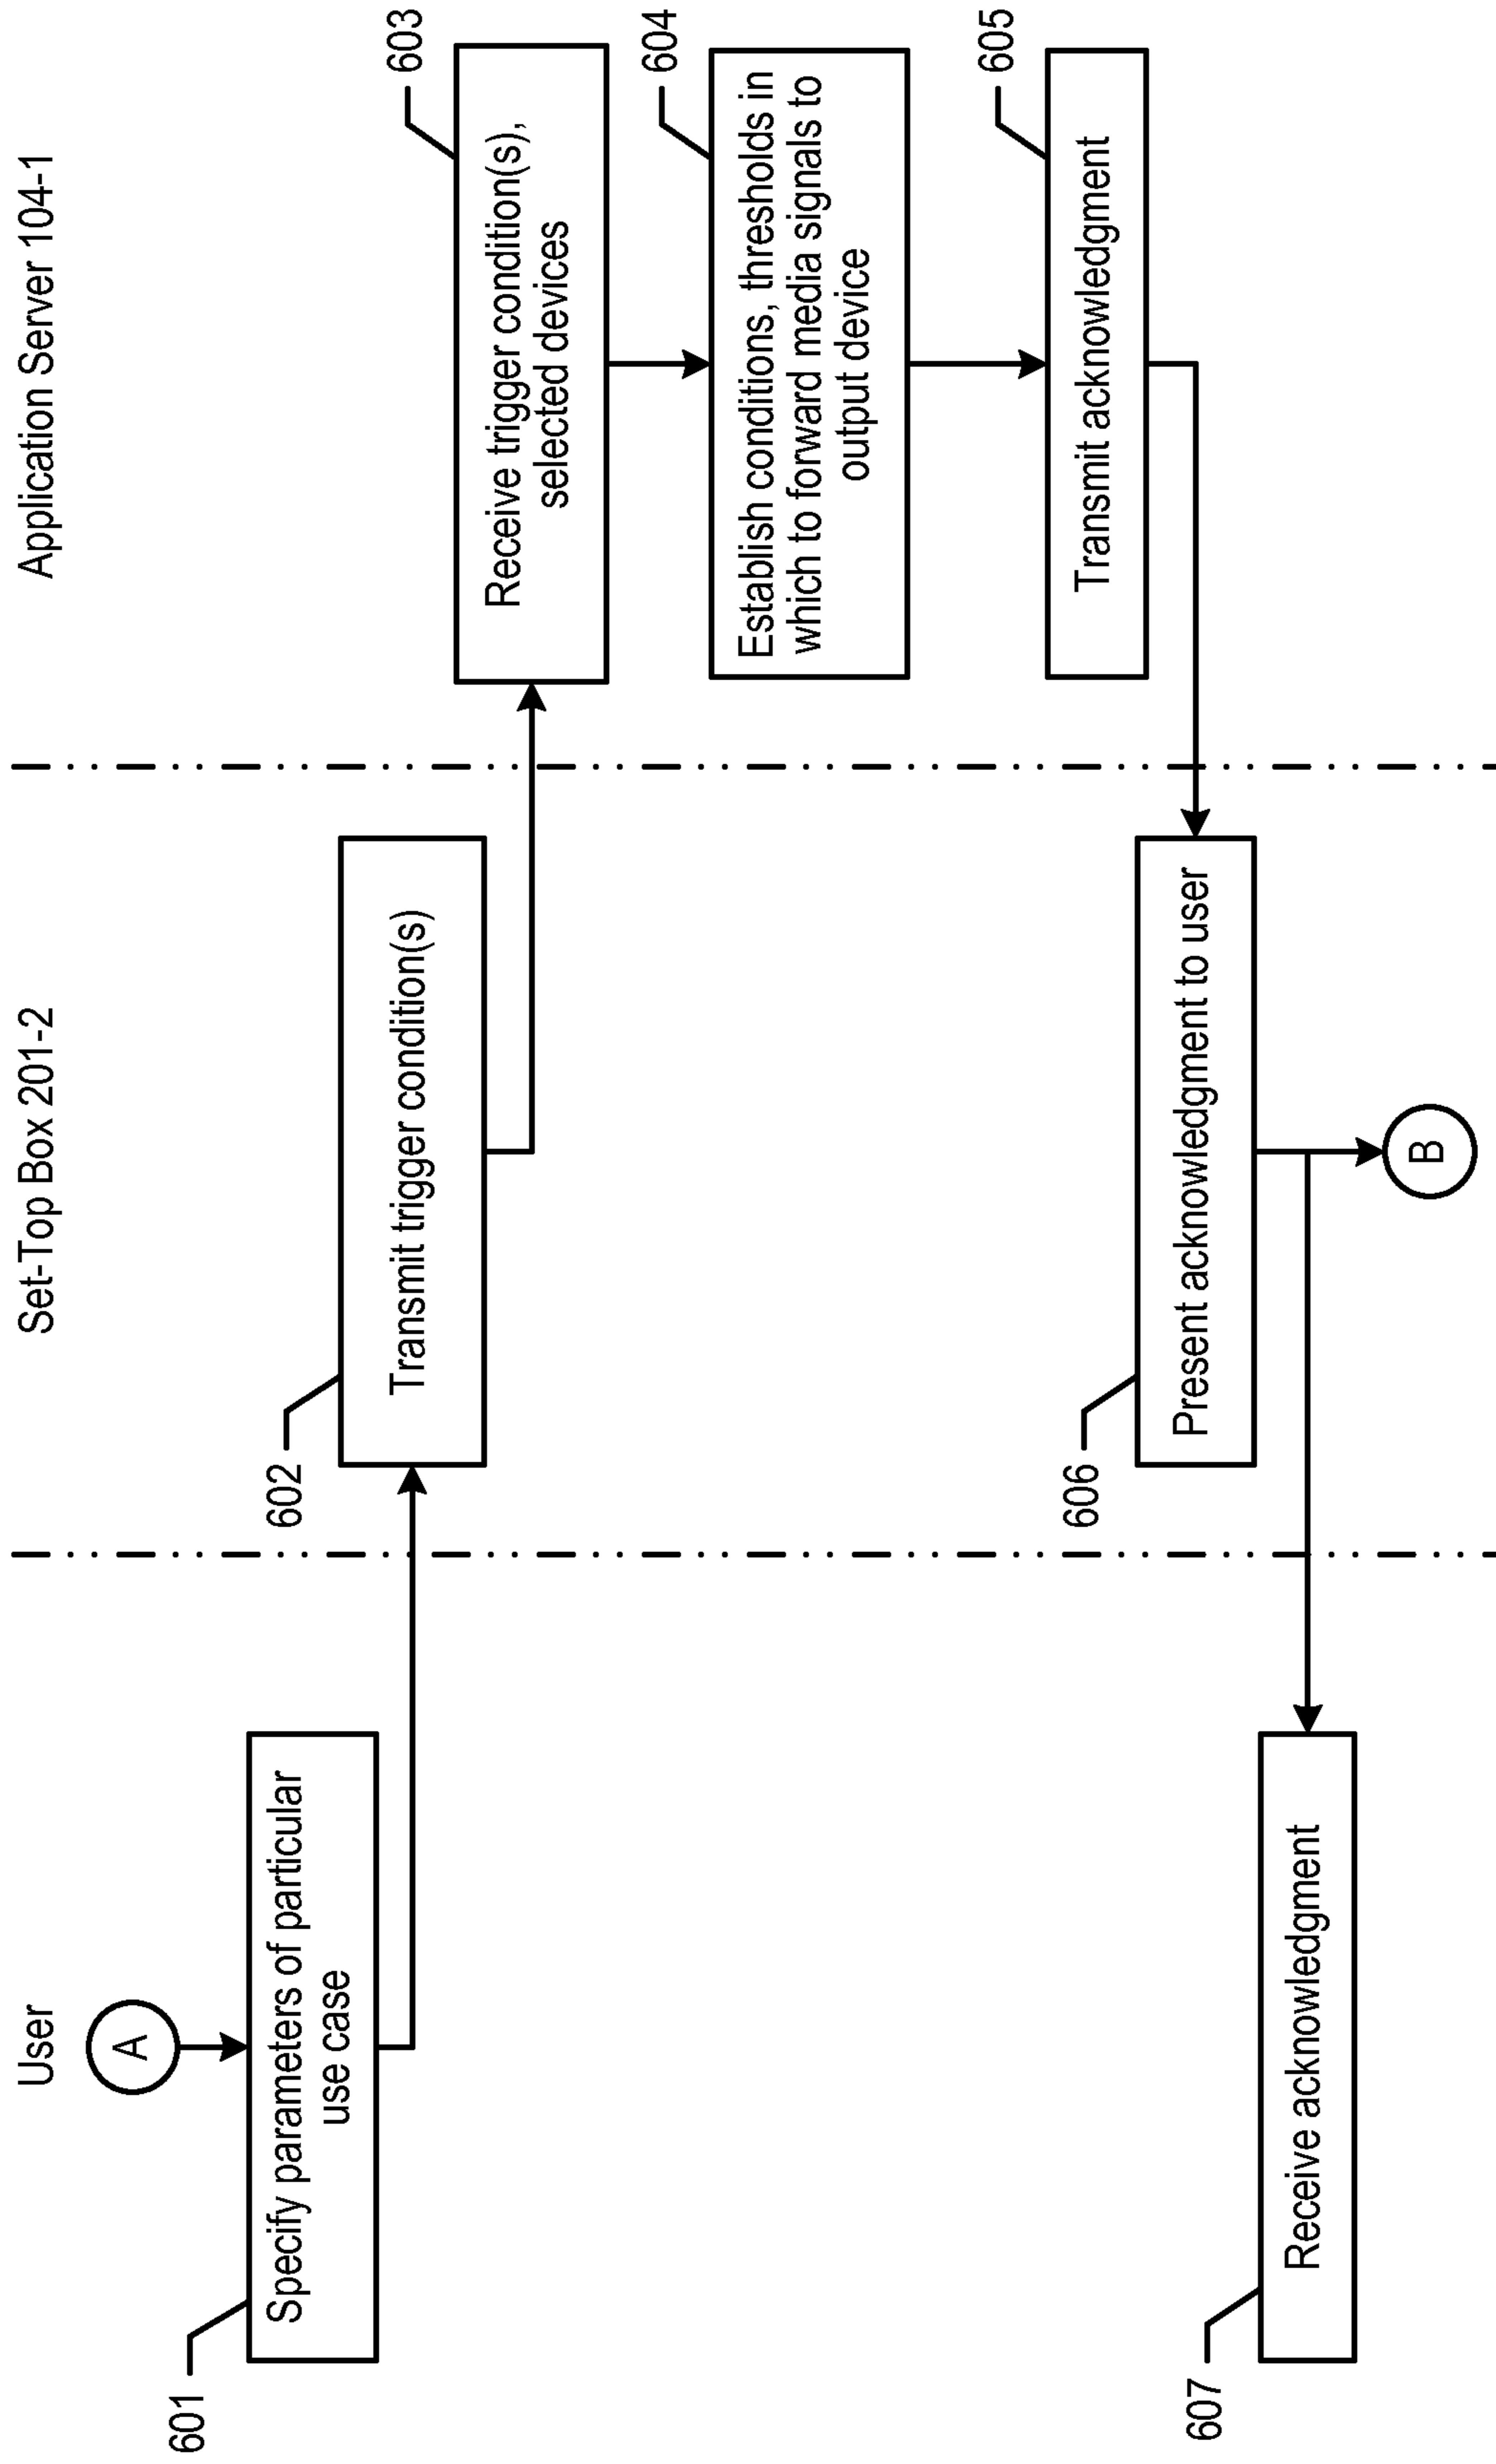 User
Set-Top Box 201-2
Application Server 104-1
A
601
Specify parameters of particular
use case
602
Transmit trigger condition(s)
603
Receive trigger condition(s),
selected devices
604
Establish conditions, thresholds in
which to forward media signals to
output device
605
Transmit acknowledgment
606
Present acknowledgment to user
607
Receive acknowledgment
B